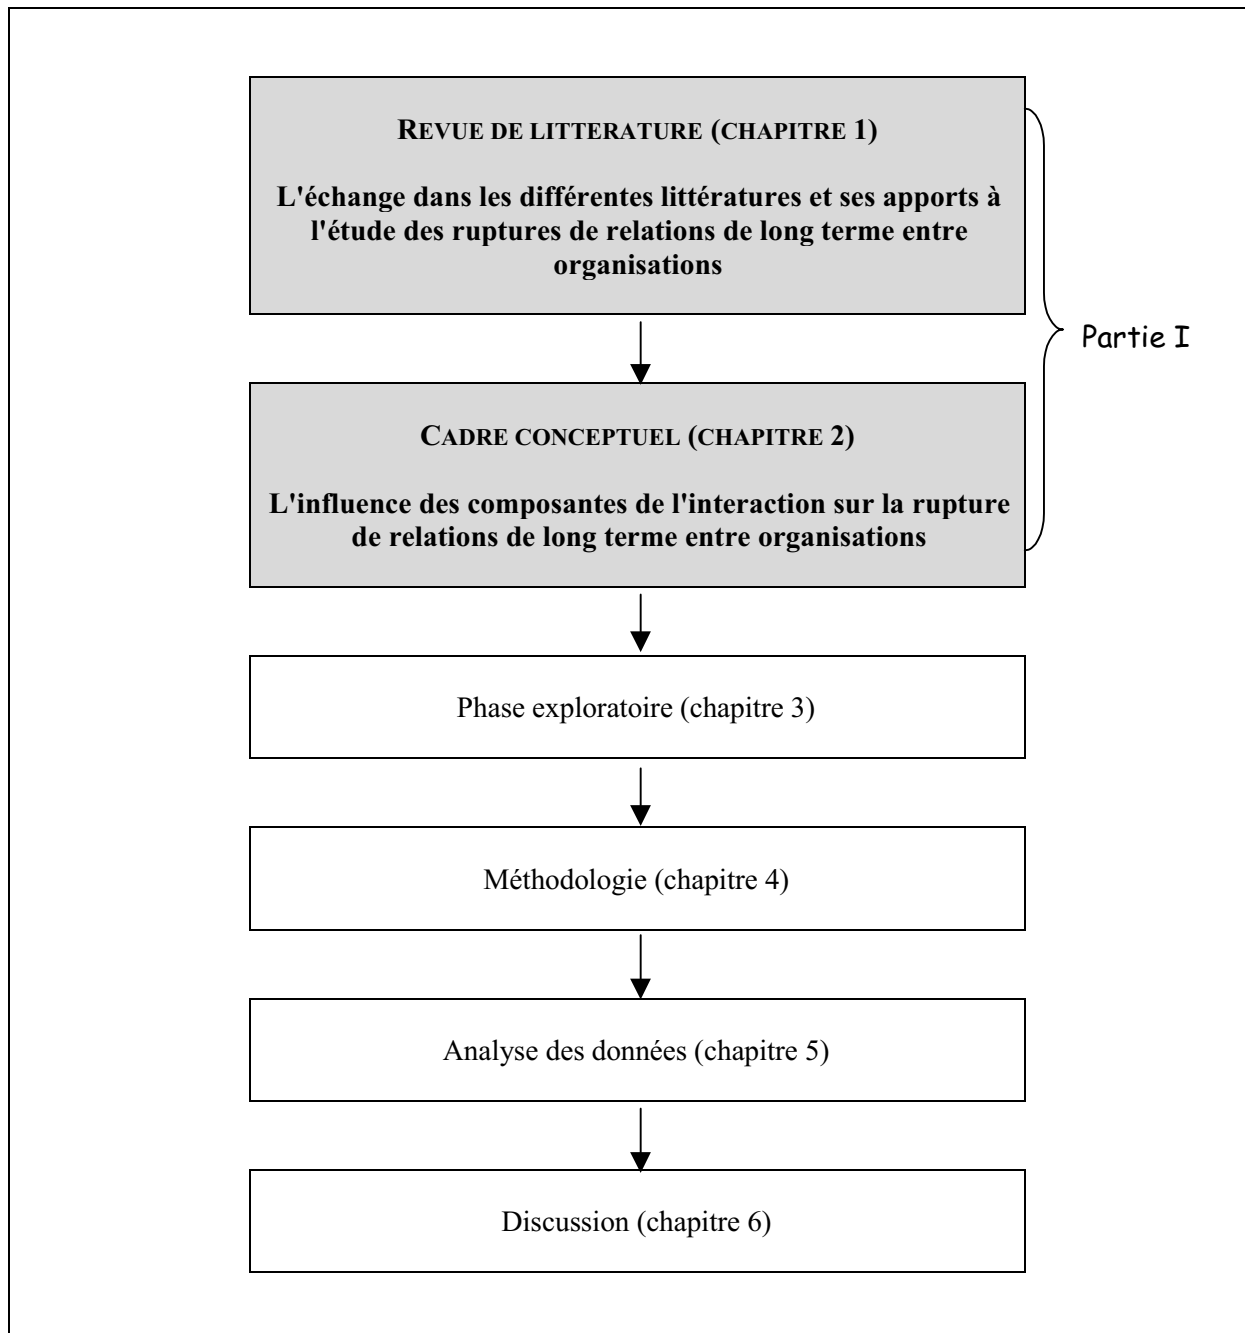 REVUE DE LITTERATURE (CHAPITRE 1)
L'échange dans les différentes littératures et ses apports à
l'étude des ruptures de relations de long terme entre
organisations
Partie I
CADRE CONCEPTUEL (CHAPITRE 2)
L'influence des composantes de l'interaction sur la rupture
de relations de long terme entre organisations
Phase exploratoire (chapitre 3)
Méthodologie (chapitre 4)
Analyse des données (chapitre 5)
Discussion (chapitre 6)